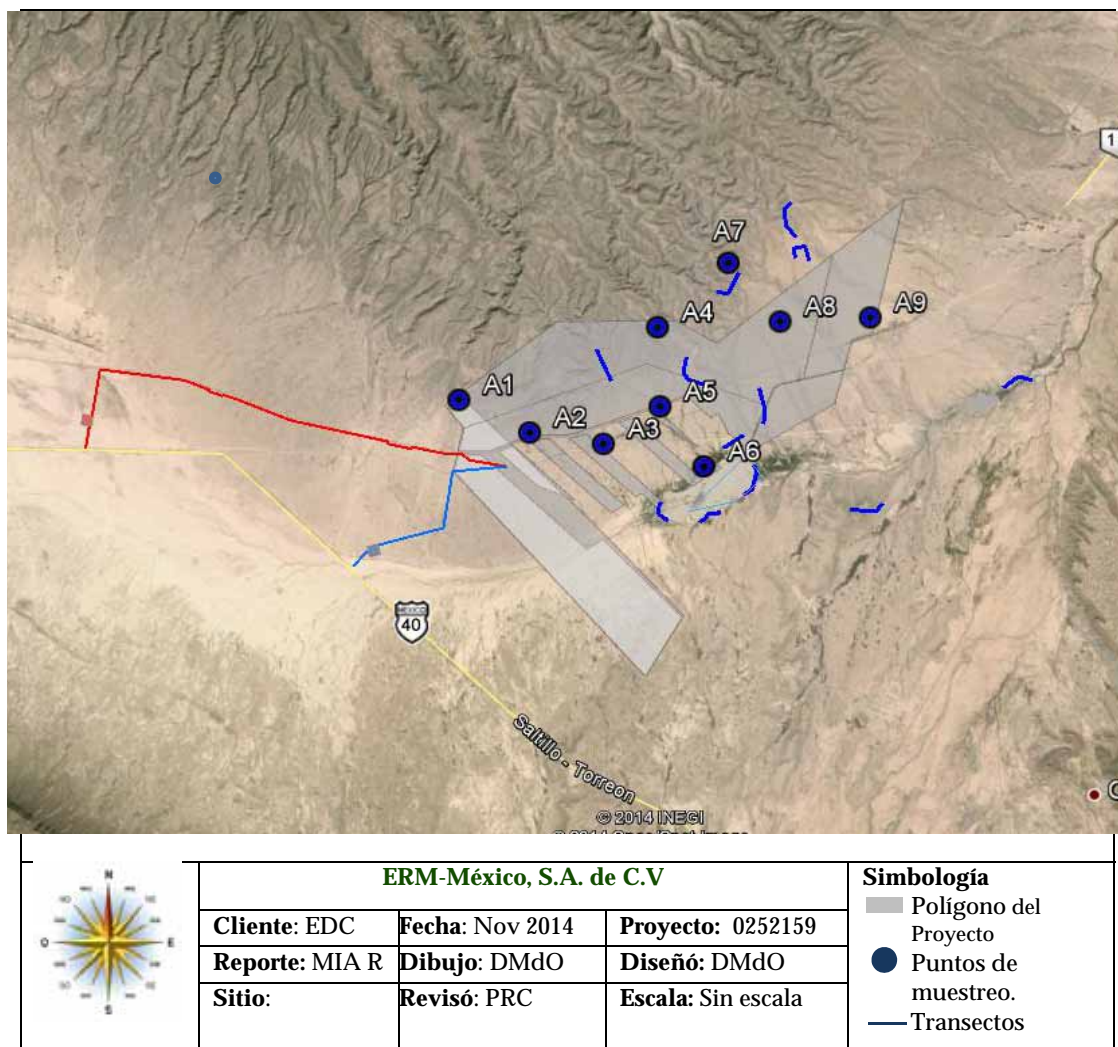 1
A7
A4
A8
A9
A1
A5
A2
A3
A6
MEXICO
40
Saltillo - Torreon
© 2014 INEGI
N
O
E
S
ERM-México, S.A. de C.V
Cliente: EDC
Fecha: Nov 2014
Proyecto: 0252159
Reporte: MIA R
Dibujo: DMdO
Diseñó: DMdO
Sitio:
Revisó: PRC
Escala: Sin escala
Simbología
Polígono del
Proyecto
Puntos de
muestreo.
Transectos